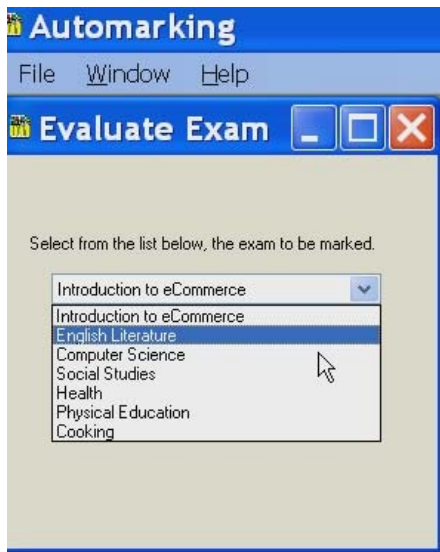 Automarking
File Window Help
Evaluate Exam
Select from the list below, the exam to be marked.
Introduction to eCommerce
Introduction to eCommerce
English Literature
Computer Science
Social Studies
Health
Physical Education
Cooking